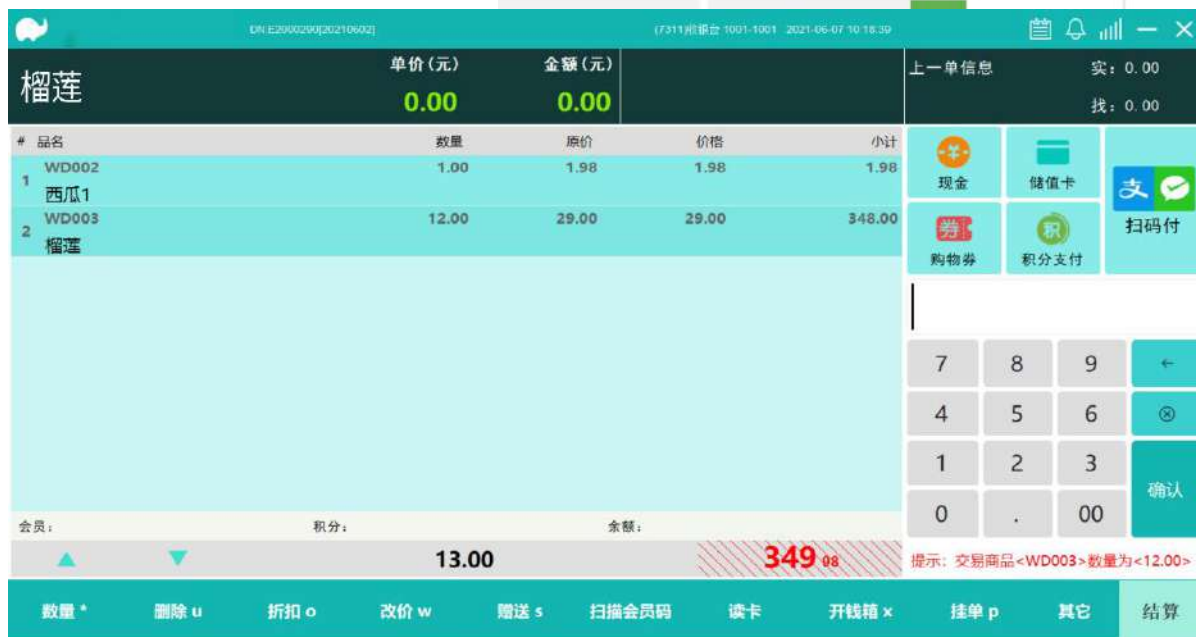 DN:E2900290[20210602]
(7311)收银台:1001-1001 2021-06-07 10:18:39
榴莲
单价(元)
金额(元)
0.00
0.00
上一单信息
实: 0.00
找: 0.00
# 品名 数量 原价 价格 小计
1 WD002 1.00 1.98 1.98 1.98
西瓜1
2 WD003 12.00 29.00 29.00 348.00
榴莲
现金
储值卡
支
扫码付
券
积
购物券
积分支付
7 8 9 ←
4 5 6 ⊗
1 2 3
确认
0 . 00
会员: 积分: 余额:
▲ ▼ 13.00 349.98
提示: 交易商品<WD003>数量为<12.00>
数量 * 删除 u 折扣 o 改价 w 赠送 s 扫描会员码 读卡 开钱箱 x 挂单 p 其它 结算